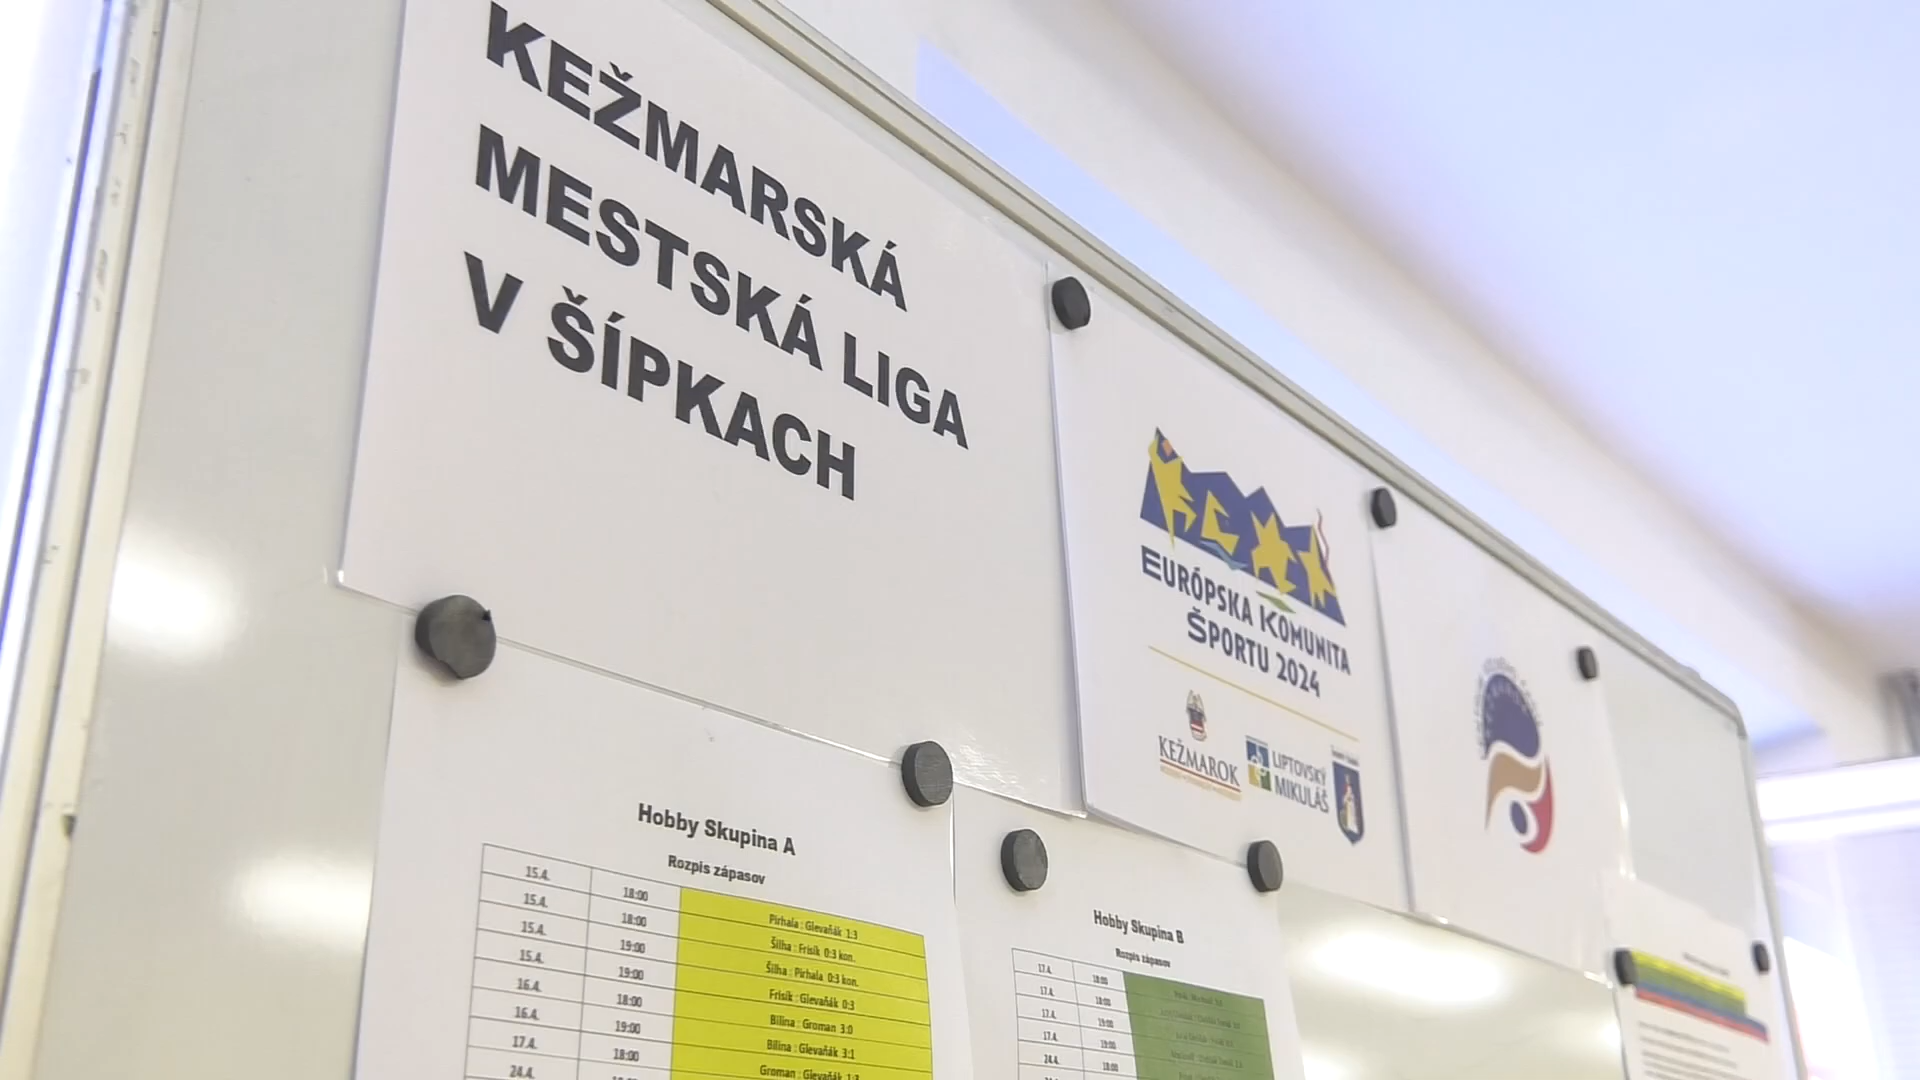 KEŽMARSKÁ
MESTSKÁ LIGA
V ŠÍPKACH
EURÓPSKA KOMUNITA
ŠPORTU 2024
KEŽMAROK
LIPTOVSKÝ
MIKULÁŠ
Hobby Skupina A
Rozpis zápasov
15.4. 18:00 Pirhala : Glevaňák 1:3
15.4. 18:00 Šilha : Frisík 0:3 kon.
15.4. 19:00 Šilha : Pirhala 0:3 kon.
15.4. 19:00 Frisík : Glevaňák 0:3
16.4. 18:00 Bilina : Groman 3:0
16.4. 19:00 Bilina : Glevaňák 3:1
17.4. 18:00 Groman : Glevaňák 1:3
24.4.
Hobby Skupina B
Rozpis zápasov
17.4. 18:00
17.4. 18:00
17.4. 19:00
17.4. 19:00
24.4. 18:00